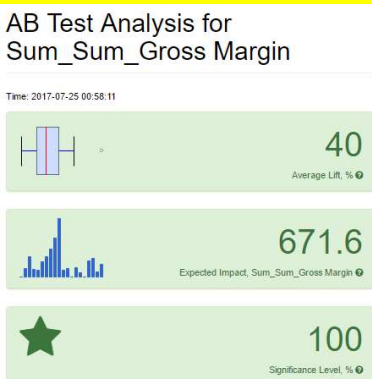 AB Test Analysis for
Sum_Sum_Gross Margin
Time: 2017-07-25 00:58:11
40
Average Lift, %
671.6
Expected Impact, Sum_Sum_Gross Margin
100
Significance Level, %